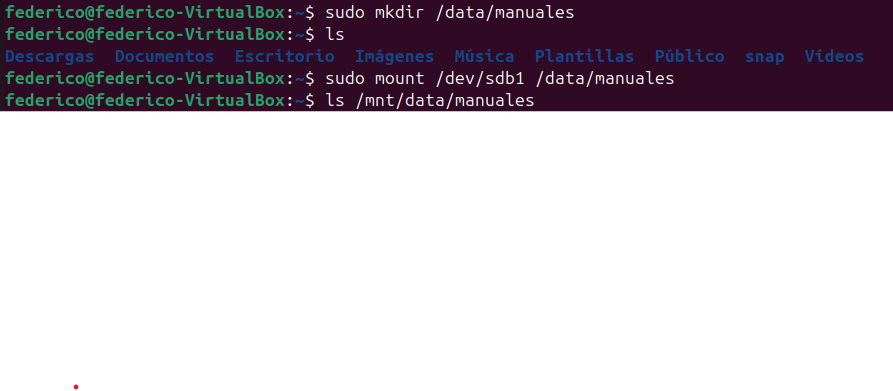 federico@federico-VirtualBox:~$ sudo mkdir /data/manuales
federico@federico-VirtualBox:~$ ls
Descargas  Documentos  Escritorio  Imágenes  Música  Plantillas  Público  snap  Vídeos
federico@federico-VirtualBox:~$ sudo mount /dev/sdb1 /data/manuales
federico@federico-VirtualBox:~$ ls /mnt/data/manuales